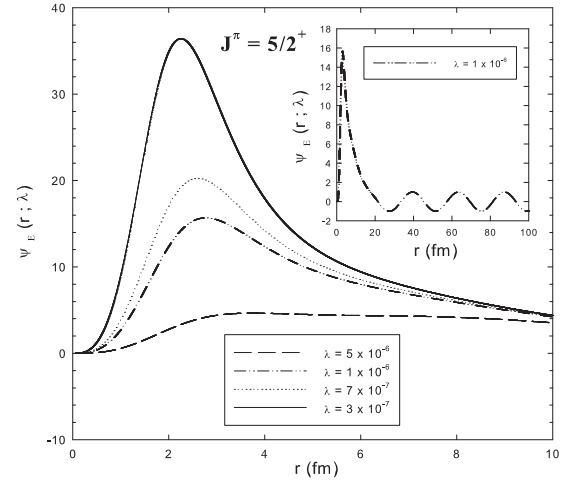 J^π = 5/2^+
ψ_E (r ; λ)
40
30
20
10
0
-10
0
2
4
6
8
10
r (fm)
λ = 5 x 10^-6
λ = 1 x 10^-6
λ = 7 x 10^-7
λ = 3 x 10^-7
ψ_E (r ; λ)
18
16
14
12
10
8
6
4
2
0
-2
0
20
40
60
80
100
r (fm)
λ = 1 x 10^-6